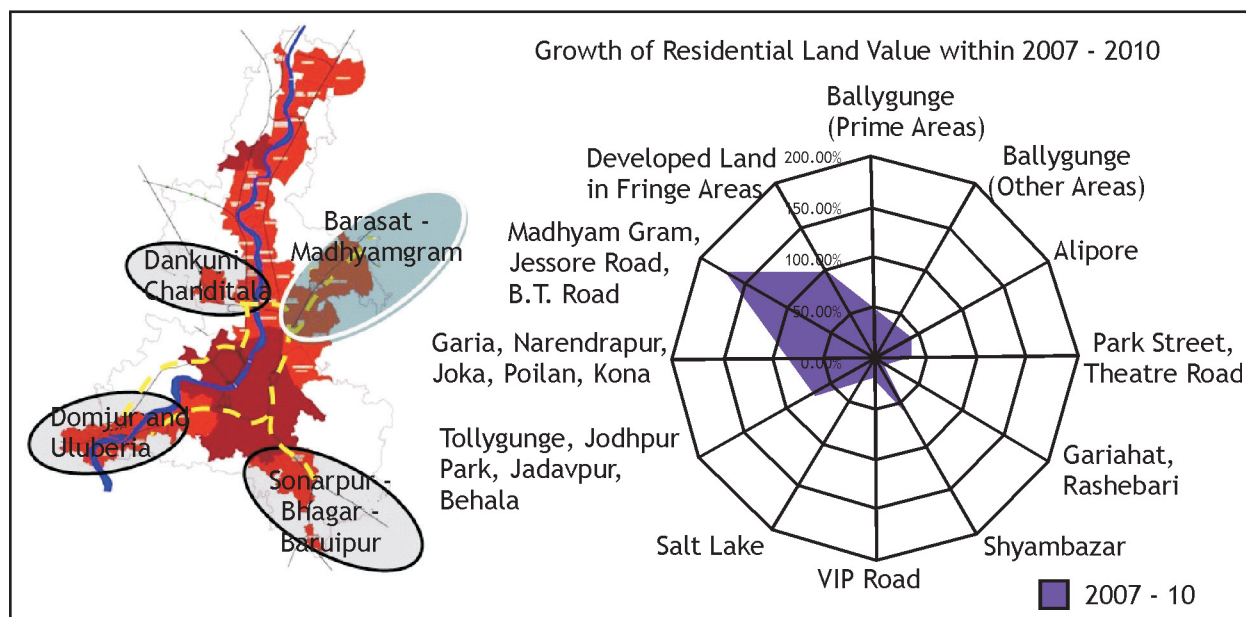 Growth of Residential Land Value within 2007 - 2010
Barasat -
Madhyamgram
Dankuni
Chanditala
Domjur and
Uluberia
Sonarpur -
Bhagar -
Baruipur
Ballygunge
(Prime Areas)
Ballygunge
(Other Areas)
Alipore
Park Street,
Theatre Road
Gariahat,
Rashebari
Shyambazar
VIP Road
Salt Lake
Tollygunge, Jodhpur
Park, Jadavpur,
Behala
Garia, Narendrapur,
Joka, Poilan, Kona
Madhyam Gram,
Jessore Road,
B.T. Road
Developed Land
in Fringe Areas
200.00%
150.00%
100.00%
50.00%
0.00%
2007 - 10